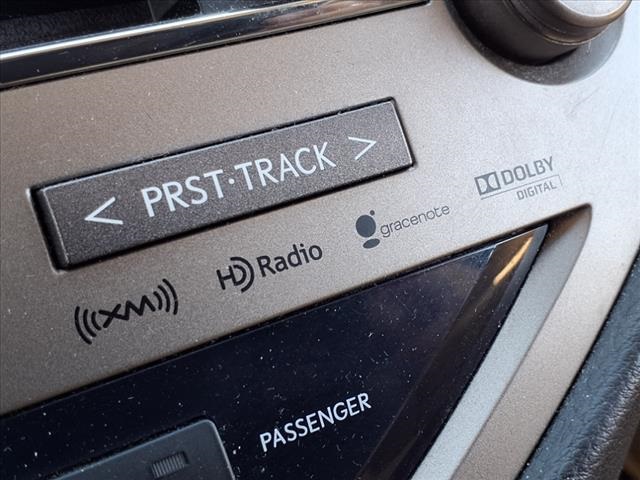 < PRST·TRACK >
((XM))
HD Radio
gracenote
DOLBY
DIGITAL
PASSENGER